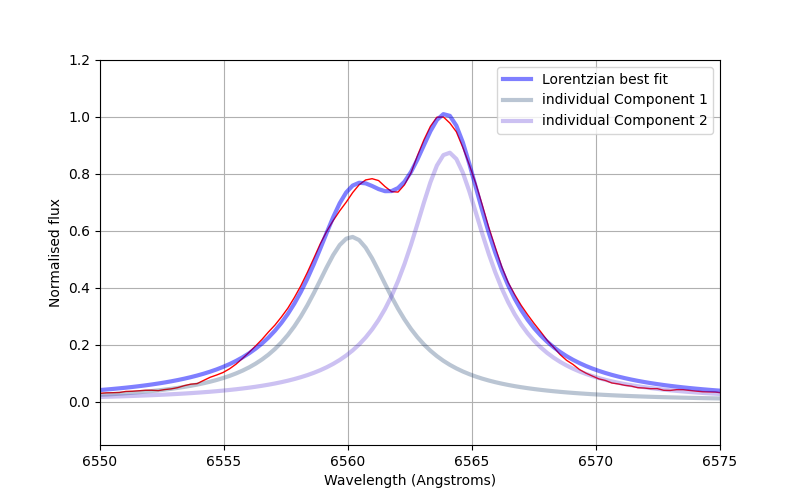 1.2
1.0
0.8
0.6
0.4
0.2
0.0
Normalised flux
Lorentzian best fit
individual Component 1
individual Component 2
6550 6555 6560 6565 6570 6575
Wavelength (Angstroms)